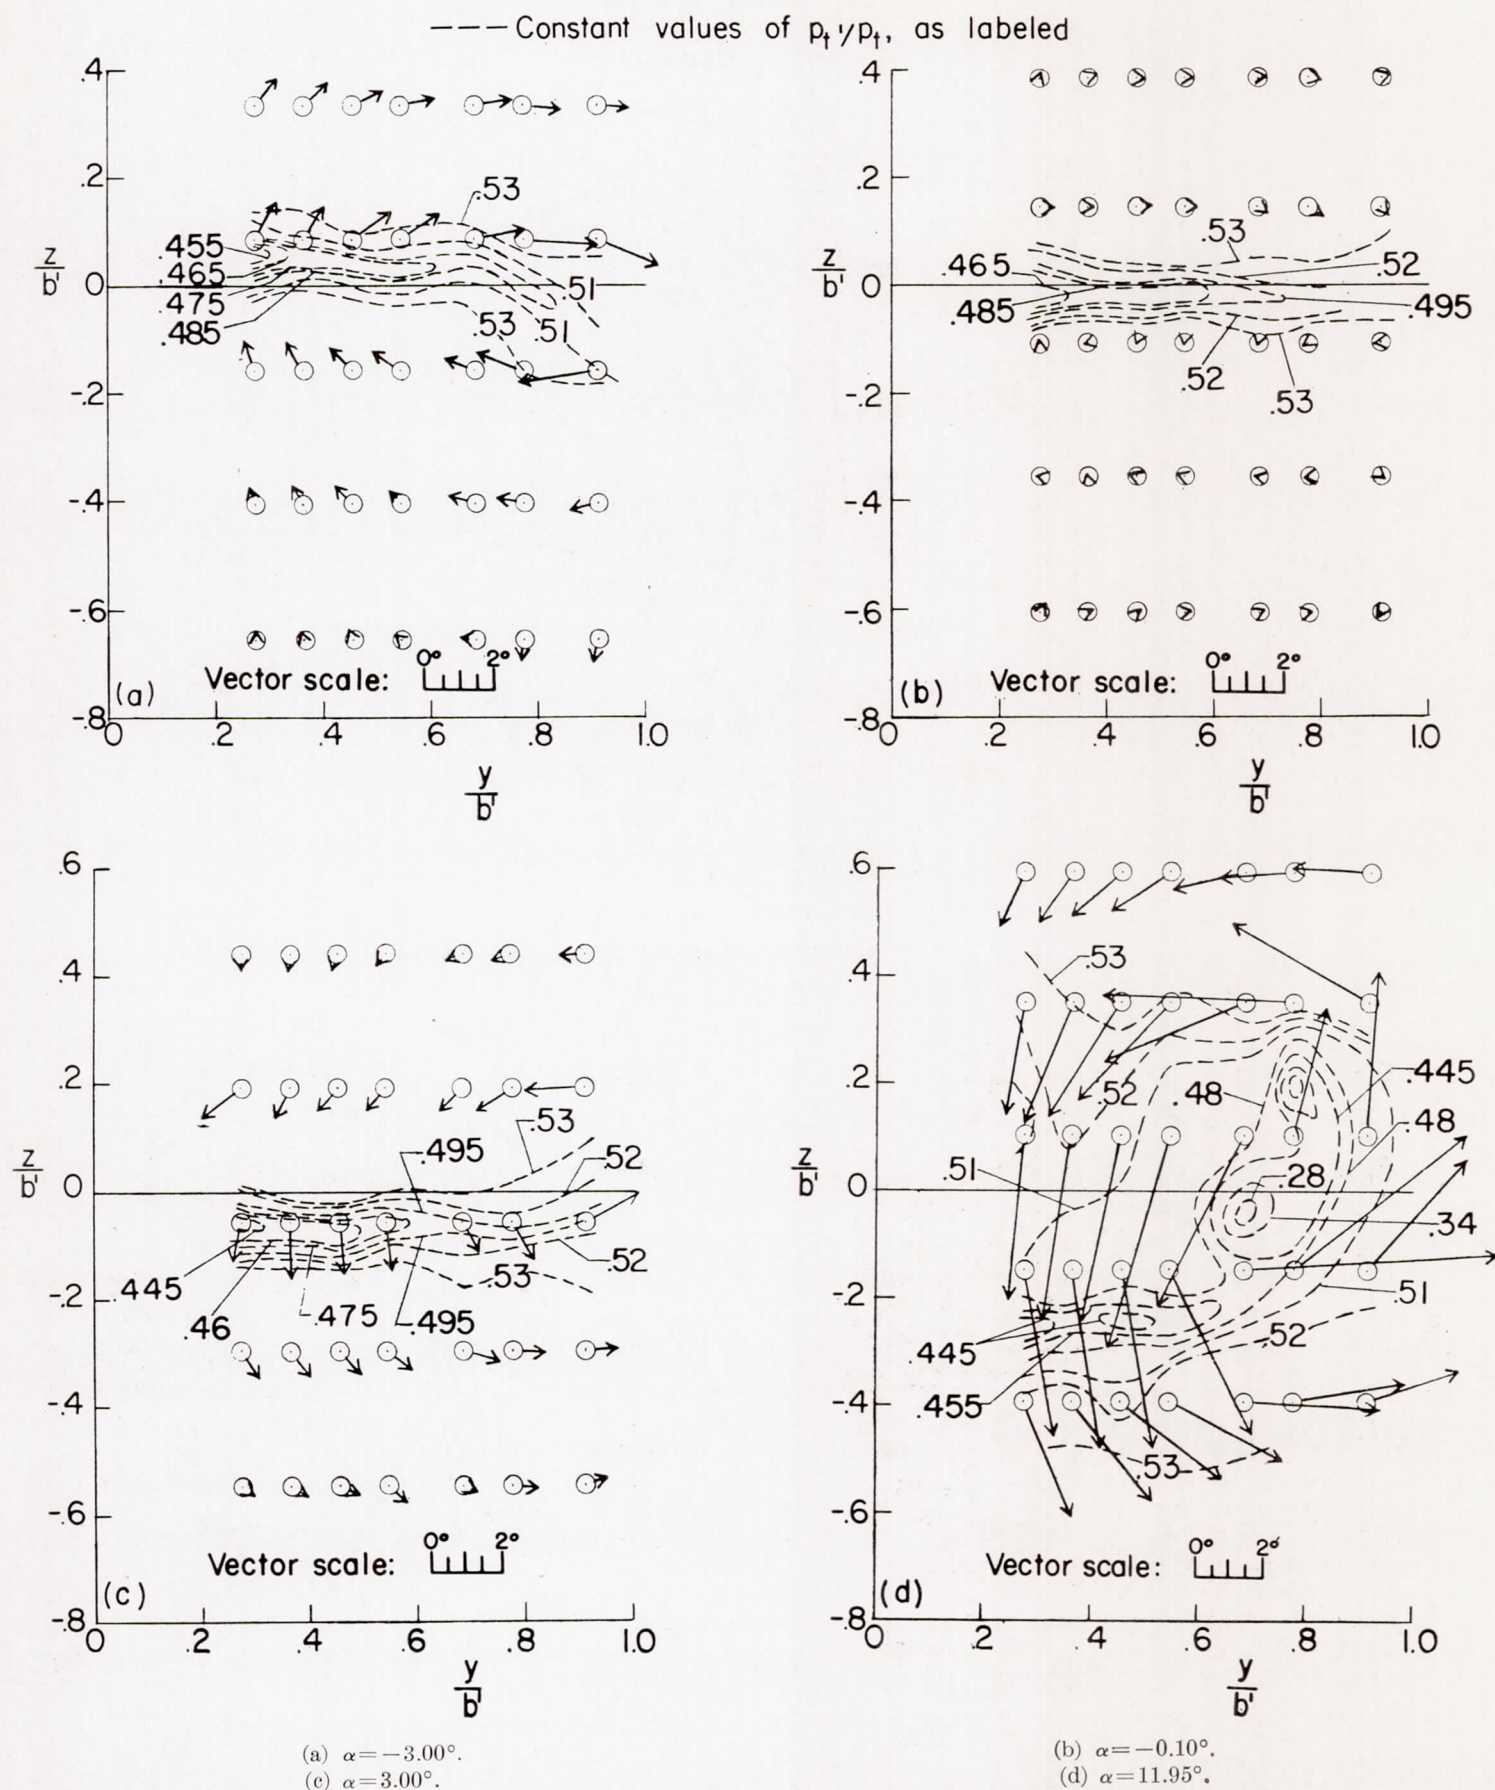 --- Constant values of pt'/pt, as labeled
.4
.2
0
-.2
-.4
-.6
-.8
z
b'
.53
.455
.465
.475
.485
.51
.53
.51
0° 2°
Vector scale:
(a)
0 .2 .4 .6 .8 1.0
y
b'
.4
.2
0
-.2
-.4
-.6
-.8
z
b'
.53
.465
.52
.485
.495
.52
.53
0° 2°
Vector scale:
(b)
0 .2 .4 .6 .8 1.0
y
b'
.6
.4
.2
0
-.2
-.4
-.6
-.8
z
b'
.53
.495
.52
.52
.445
.53
.46
.475
.495
0° 2°
Vector scale:
(c)
0 .2 .4 .6 .8 1.0
y
b'
.6
.4
.2
0
-.2
-.4
-.6
-.8
z
b'
.53
.445
.52
.48
.48
.51
.28
.34
.51
.52
.445
.455
.53
0° 2°
Vector scale:
(d)
0 .2 .4 .6 .8 1.0
y
b'
(a) α=−3.00°.
(b) α=−0.10°.
(c) α=3.00°.
(d) α=11.95°.